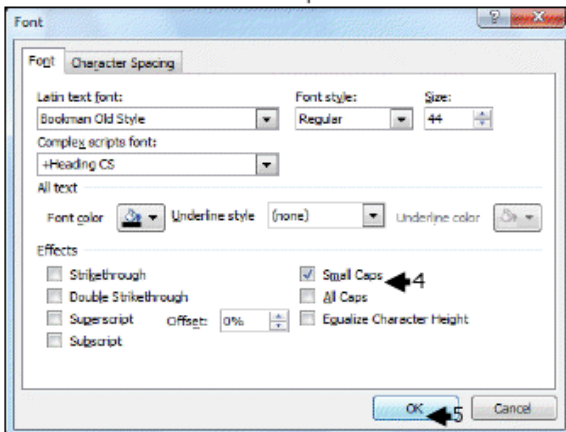 Font
Font Character Spacing
Latin text font: Font style: Size:
Bookman Old Style Regular 44
Complex scripts font:
+Heading CS
All text
Font color Underline style (none) Underline color
Effects
Strikethrough Small Caps 4
Double Strikethrough All Caps
Superscript Offset: 0% Equalize Character Height
Subscript
OK 5 Cancel